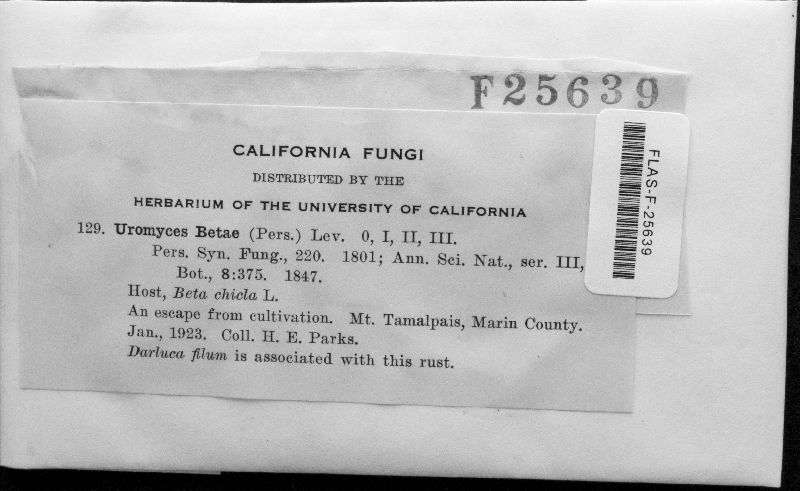 F25639
CALIFORNIA FUNGI
DISTRIBUTED BY THE
HERBARIUM OF THE UNIVERSITY OF CALIFORNIA
129. Uromyces Betae (Pers.) Lev. 0, I, II, III.
Pers. Syn. Fung., 220. 1801; Ann. Sci. Nat., ser. III,
Bot., 8:375. 1847.
Host, Beta chicla L.
An escape from cultivation. Mt. Tamalpais, Marin County.
Jan., 1923. Coll. H. E. Parks.
Darluca filum is associated with this rust.
FLAS-F-25639